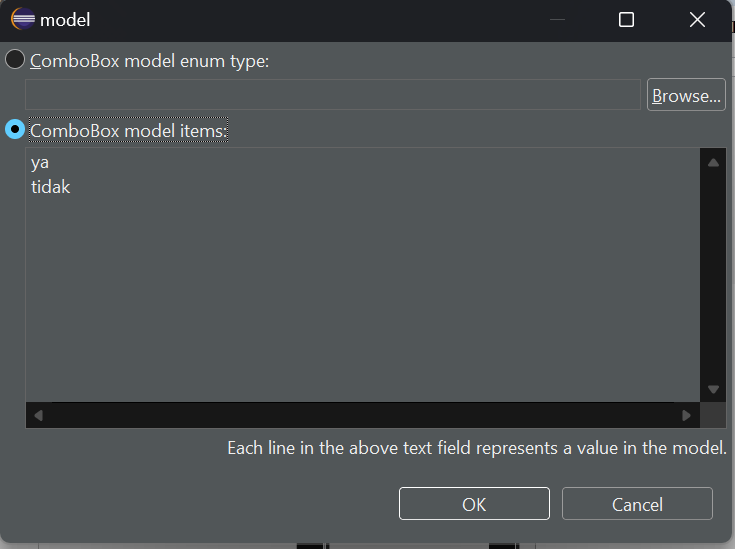 model
ComboBox model enum type:
Browse...
ComboBox model items:
ya
tidak
Each line in the above text field represents a value in the model.
OK
Cancel